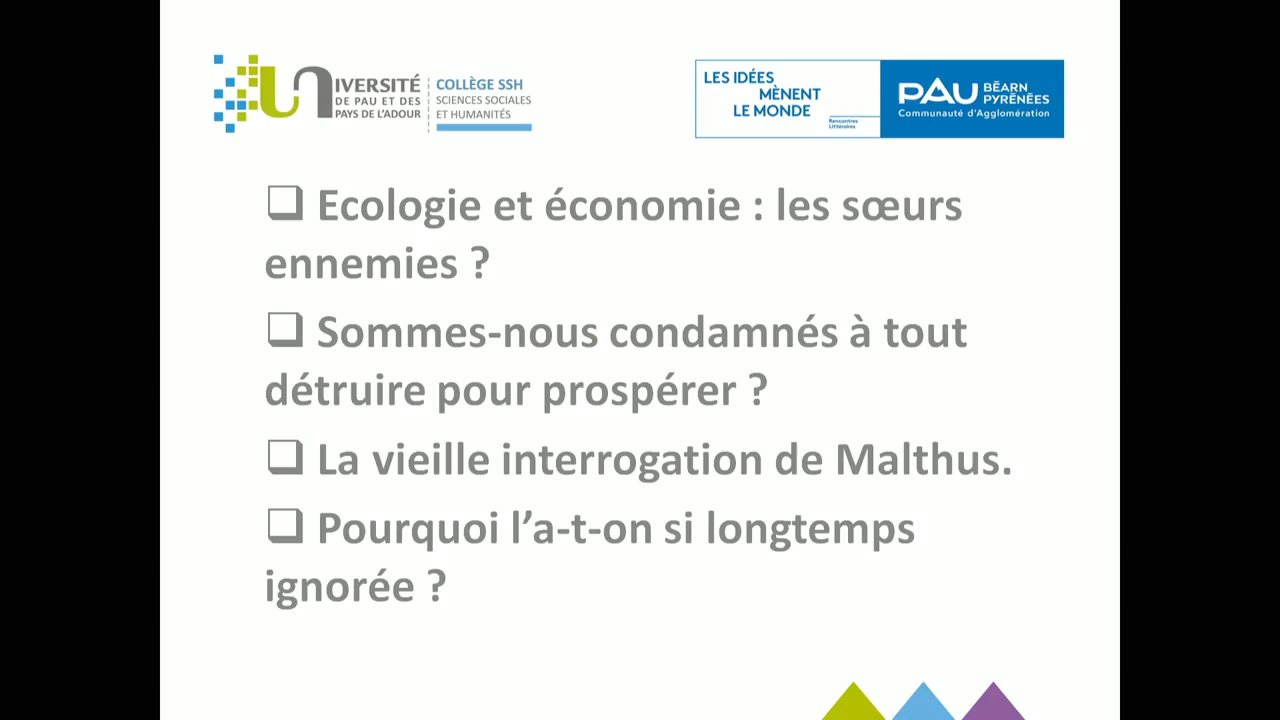 UNIVERSITÉ
DE PAU ET DES
PAYS DE L'ADOUR
COLLÈGE SSH
SCIENCES SOCIALES
ET HUMANITÉS
LES IDÉES
MÈNENT
LE MONDE
Rencontres
Littéraires
PAU BÉARN
PYRÉNÉES
Communauté d'Agglomération
❑ Ecologie et économie : les sœurs
ennemies ?
❑ Sommes-nous condamnés à tout
détruire pour prospérer ?
❑ La vieille interrogation de Malthus.
❑ Pourquoi l’a-t-on si longtemps
ignorée ?